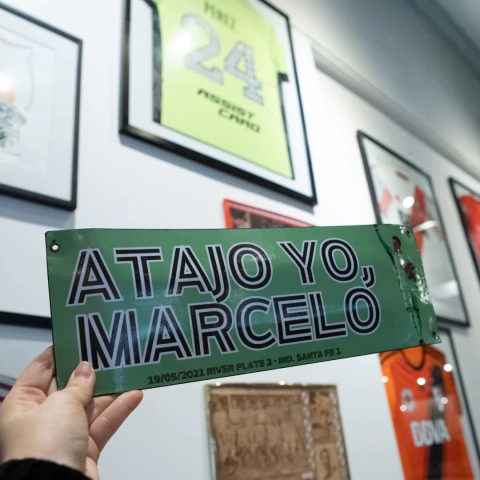 PEREZ
24
ASSIST
CARD
ATAJO YO,
MARCELO
19/05/2021 RIVER PLATE 2 - IND. SANTA FE 1
BBVA